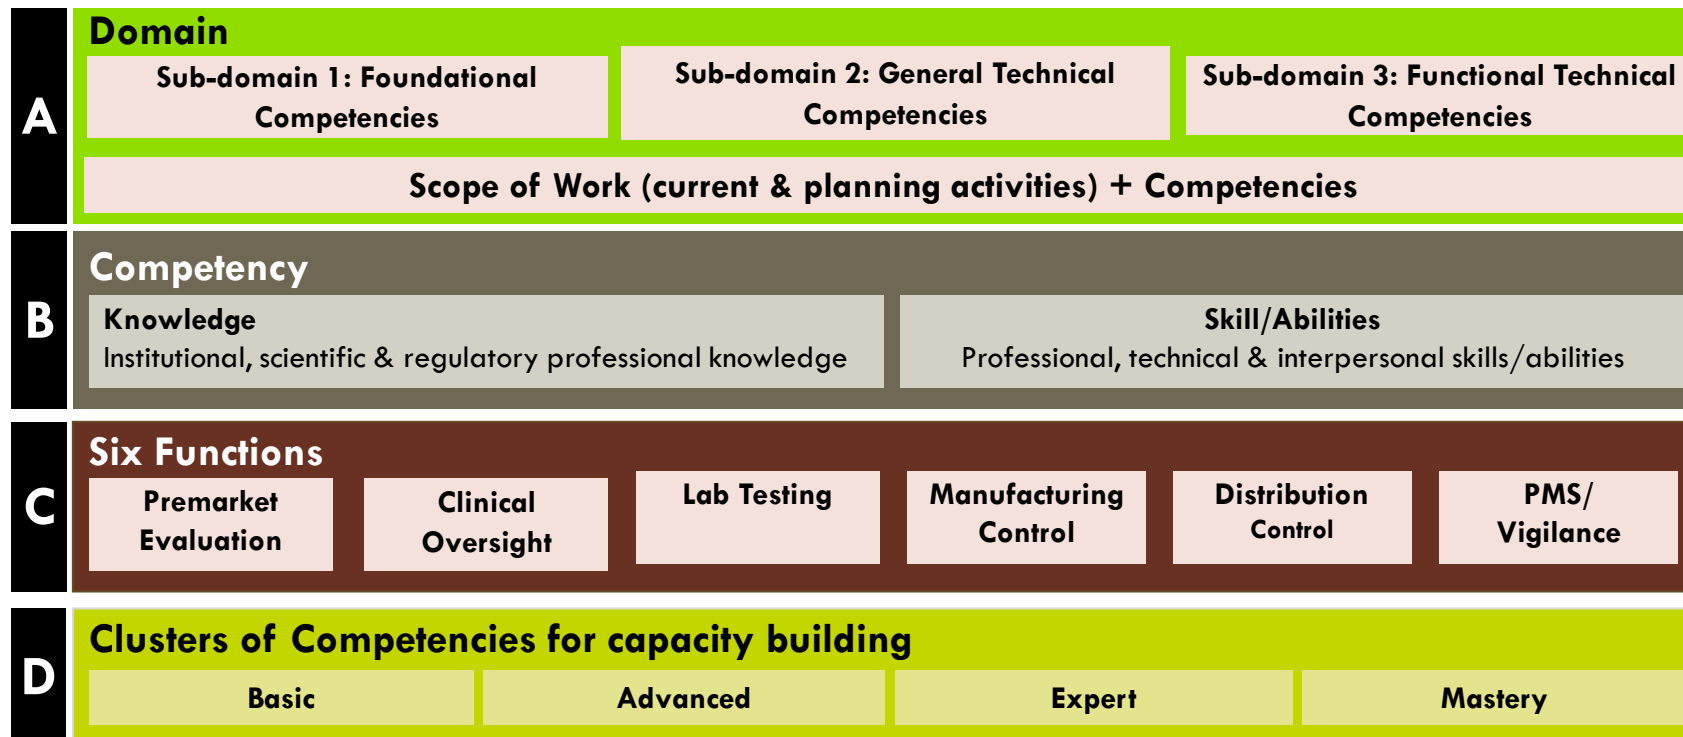 A
Domain
Sub-domain 1: Foundational
Competencies
Sub-domain 2: General Technical
Competencies
Sub-domain 3: Functional Technical
Competencies
Scope of Work (current & planning activities) + Competencies
B
Competency
Knowledge
Institutional, scientific & regulatory professional knowledge
Skill/Abilities
Professional, technical & interpersonal skills/abilities
C
Six Functions
Premarket
Evaluation
Clinical
Oversight
Lab Testing
Manufacturing
Control
Distribution
Control
PMS/
Vigilance
D
Clusters of Competencies for capacity building
Basic
Advanced
Expert
Mastery